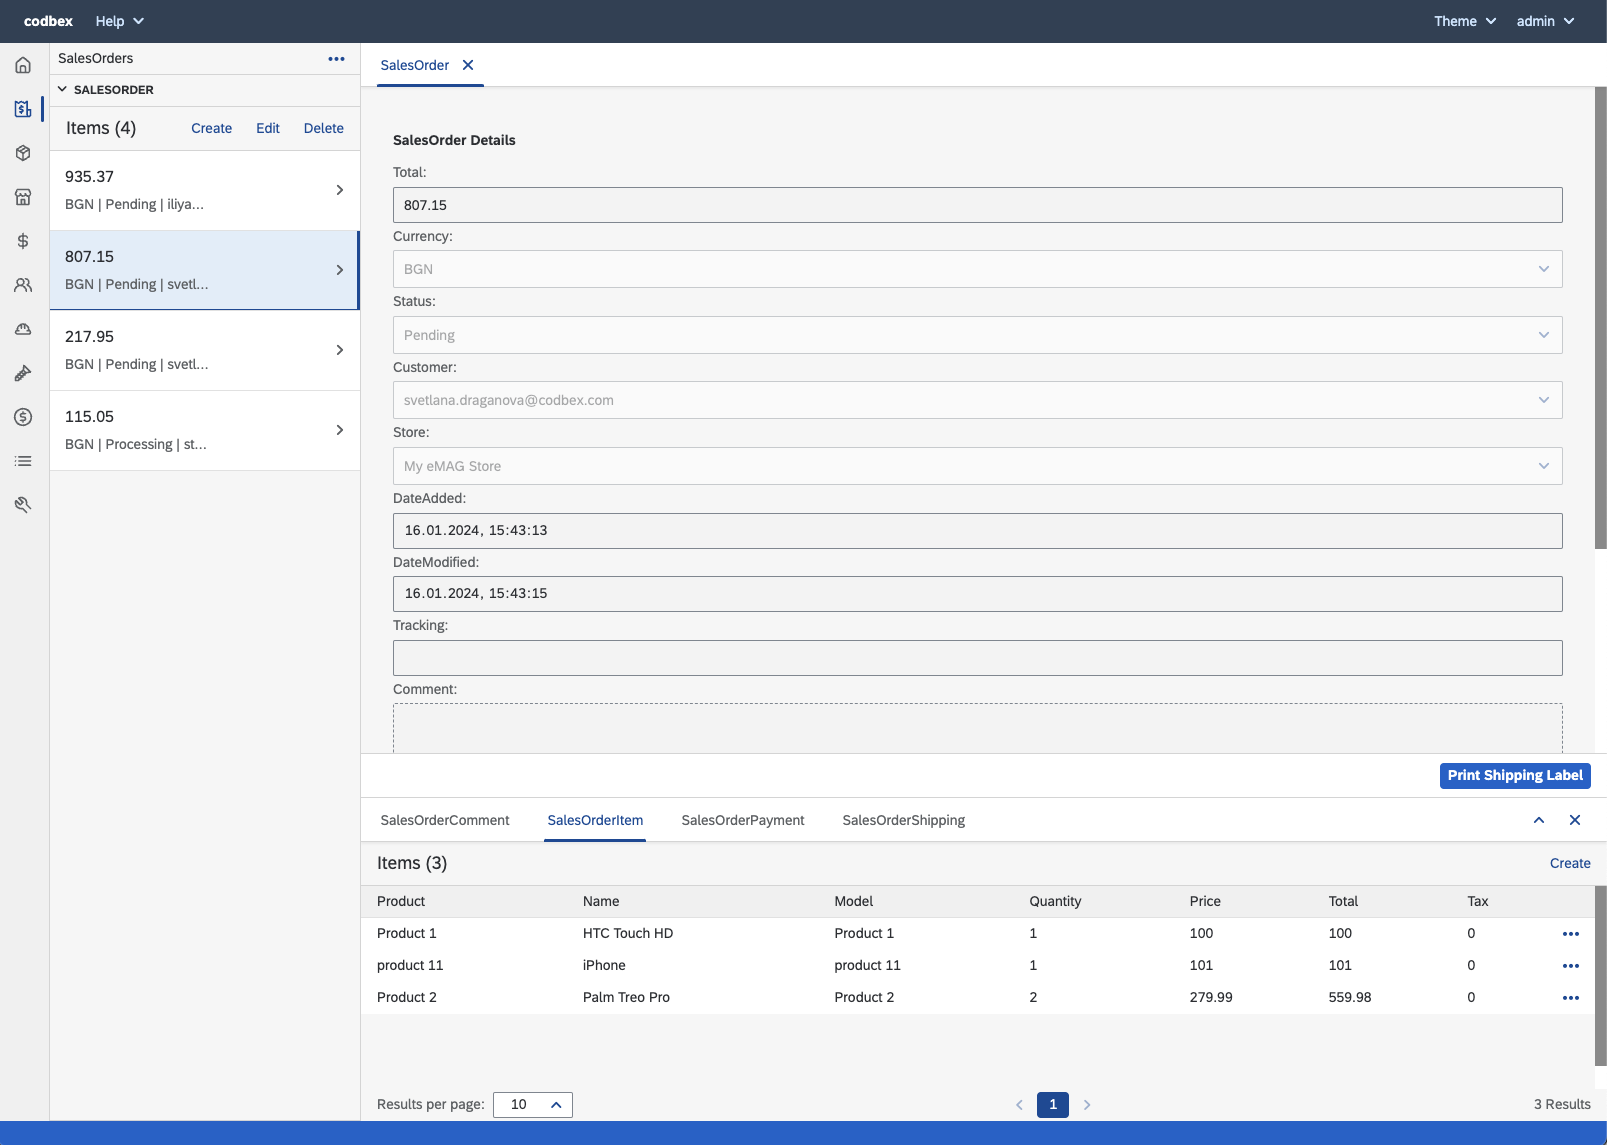 codbex Help Theme admin
SalesOrders
SALESORDER
Items (4) Create Edit Delete
935.37
BGN | Pending | iliya...
807.15
BGN | Pending | svetl...
217.95
BGN | Pending | svetl...
115.05
BGN | Processing | st...
SalesOrder
SalesOrder Details
Total:
807.15
Currency:
BGN
Status:
Pending
Customer:
svetlana.draganova@codbex.com
Store:
My eMAG Store
DateAdded:
16.01.2024, 15:43:13
DateModified:
16.01.2024, 15:43:15
Tracking:
Comment:
Print Shipping Label
SalesOrderComment SalesOrderItem SalesOrderPayment SalesOrderShipping
Items (3) Create
Product Name Model Quantity Price Total Tax
Product 1 HTC Touch HD Product 1 1 100 100 0
product 11 iPhone product 11 1 101 101 0
Product 2 Palm Treo Pro Product 2 2 279.99 559.98 0
Results per page: 10 1 3 Results